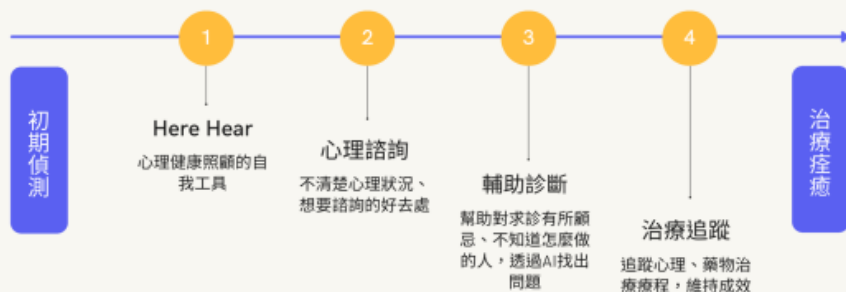 1
2
3
4
初期偵測
治療痊癒
Here Hear
心理健康照顧的自
我工具
心理諮詢
不清楚心理狀況、
想要諮詢的好去處
輔助診斷
幫助對求診有所顧
忌、不知道怎麼做
的人，透過AI找出
問題
治療追蹤
追蹤心理、藥物治
療療程，維持成效